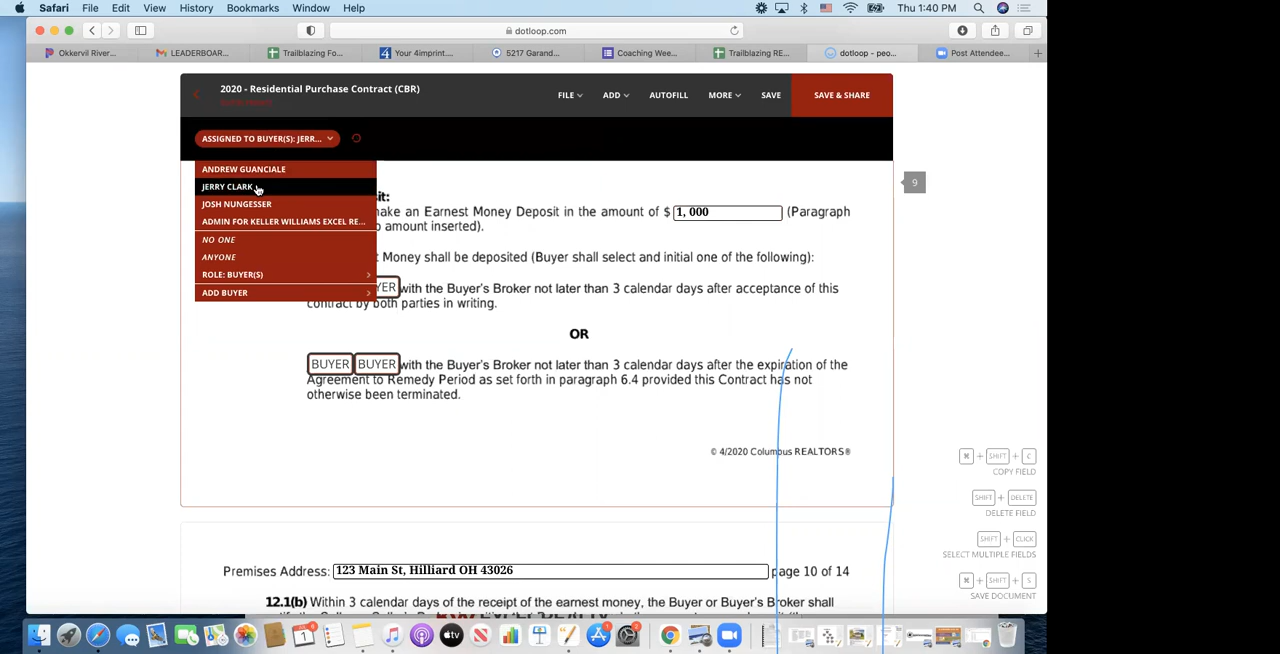 Safari File Edit View History Bookmarks Window Help Thu 1:40 PM
dotloop.com
Okkervil River... LEADERBOAR... Trailblazing Fo... Your 4imprint.... 5217 Garand... Coaching Wee... Trailblazing RE... dotloop - peo... Post Attendee...
2020 - Residential Purchase Contract (CBR)
FILE ADD AUTOFILL MORE SAVE SAVE & SHARE
ASSIGNED TO BUYER(S): JERR...
ANDREW GUANCIALE
JERRY CLARK
JOSH NUNGESSER
ADMIN FOR KELLER WILLIAMS EXCEL RE...
NO ONE
ANYONE
ROLE: BUYER(S)
ADD BUYER
9
it:
ake an Earnest Money Deposit in the amount of $ 1, 000 (Paragraph
o amount inserted).
Money shall be deposited (Buyer shall select and initial one of the following):
YER with the Buyer's Broker not later than 3 calendar days after acceptance of this
contract by both parties in writing.
OR
BUYER BUYER with the Buyer's Broker not later than 3 calendar days after the expiration of the
Agreement to Remedy Period as set forth in paragraph 6.4 provided this Contract has not
otherwise been terminated.
© 4/2020 Columbus REALTORS®
⌘ + SHIFT + C
COPY FIELD
SHIFT + DELETE
DELETE FIELD
SHIFT + CLICK
SELECT MULTIPLE FIELDS
⌘ + SHIFT + S
SAVE DOCUMENT
Premises Address: 123 Main St, Hilliard OH 43026 page 10 of 14
12.1(b) Within 3 calendar days of the receipt of the earnest money, the Buyer or Buyer's Broker shall